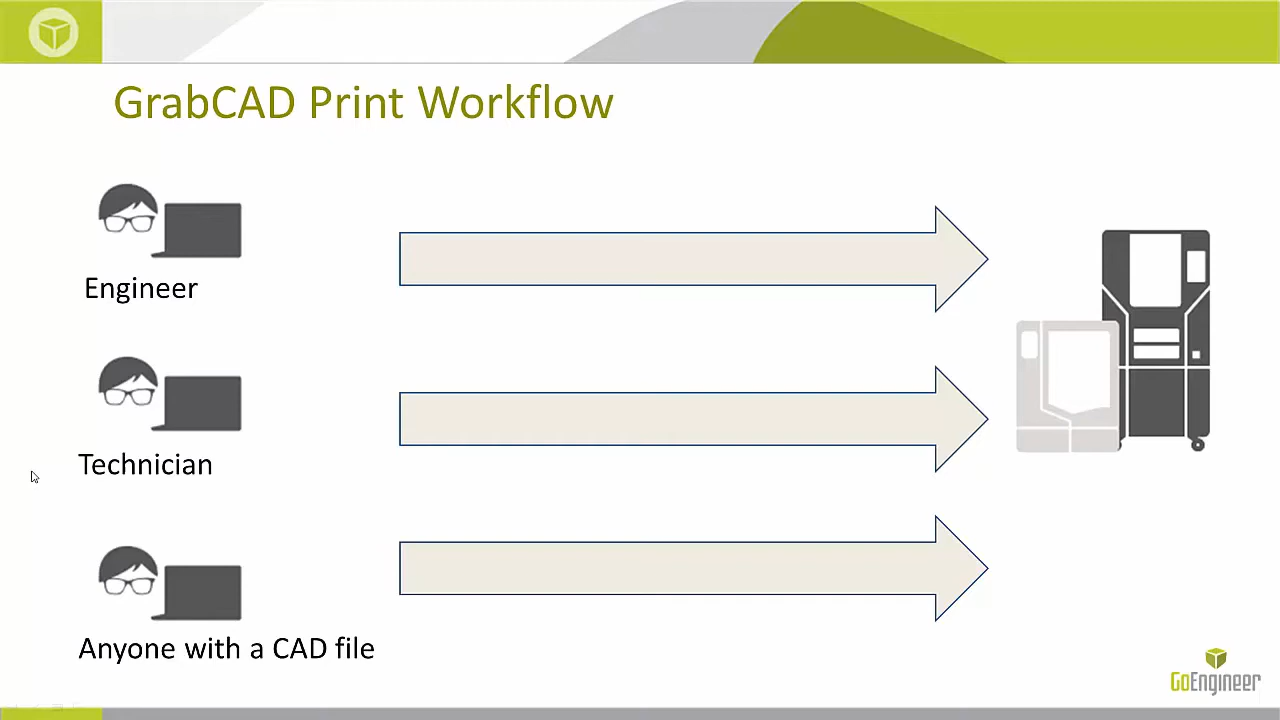 GrabCAD Print Workflow
Engineer
Technician
Anyone with a CAD file
GoEngineer